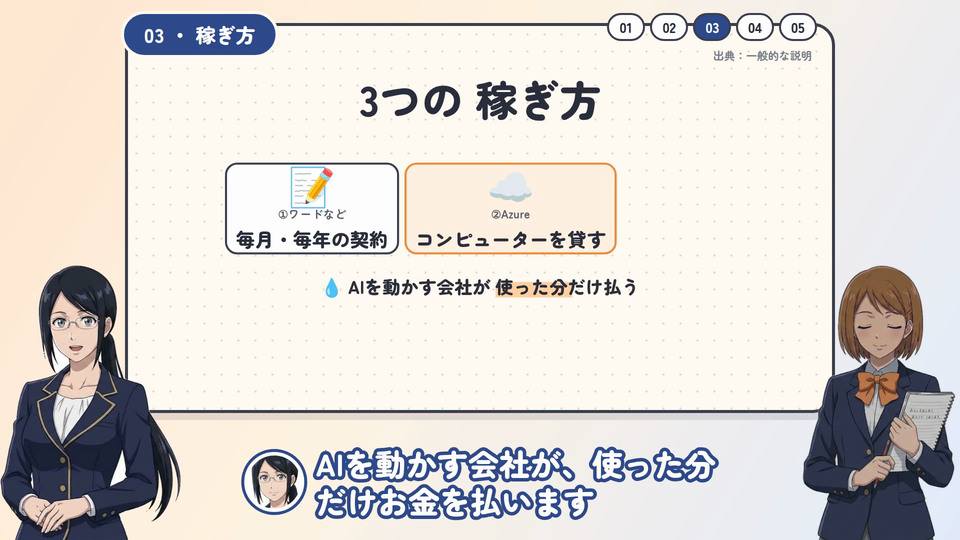 03 ・ 稼ぎ方
01 02 03 04 05
出典：一般的な説明
3つの 稼ぎ方
①ワードなど
毎月・毎年の契約
②Azure
コンピューターを貸す
AIを動かす会社が 使った分だけ払う
AIを動かす会社が、使った分
だけお金を払います